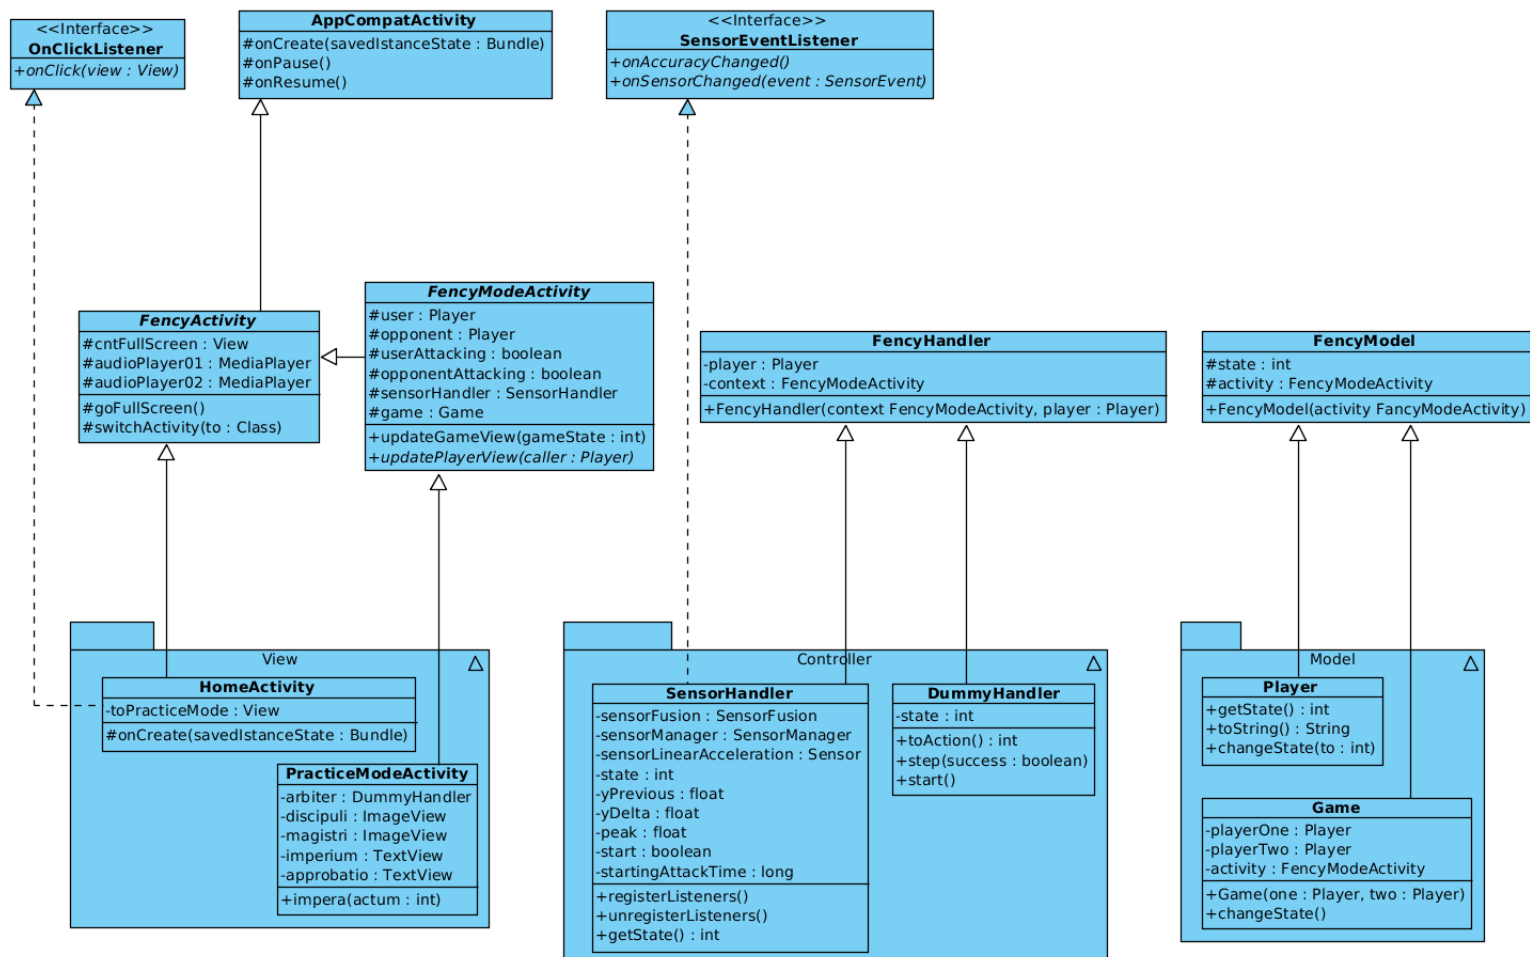 <<Interface>>
OnClickListener
+onClick(view : View)
AppCompatActivity
#onCreate(savedIstanceState : Bundle)
#onPause()
#onResume()
<<Interface>>
SensorEventListener
+onAccuracyChanged()
+onSensorChanged(event : SensorEvent)
FencyActivity
#cntFullScreen : View
#audioPlayer01 : MediaPlayer
#audioPlayer02 : MediaPlayer
#goFullScreen()
#switchActivity(to : Class)
FencyModeActivity
#user : Player
#opponent : Player
#userAttacking : boolean
#opponentAttacking : boolean
#sensorHandler : SensorHandler
#game : Game
+updateGameView(gameState : int)
+updatePlayerView(caller : Player)
FencyHandler
-player : Player
-context : FencyModeActivity
+FencyHandler(context FencyModeActivity, player : Player)
FencyModel
#state : int
#activity : FencyModeActivity
+FencyModel(activity FancyModeActivity)
View
HomeActivity
-toPracticeMode : View
#onCreate(savedIstanceState : Bundle)
PracticeModeActivity
-arbiter : DummyHandler
-discipuli : ImageView
-magistri : ImageView
-imperium : TextView
-approbatio : TextView
+impera(actum : int)
Controller
SensorHandler
-sensorFusion : SensorFusion
-sensorManager : SensorManager
-sensorLinearAcceleration : Sensor
-state : int
-yPrevious : float
-yDelta : float
-peak : float
-start : boolean
-startingAttackTime : long
+registerListeners()
+unregisterListeners()
+getState() : int
DummyHandler
-state : int
+toAction() : int
+step(success : boolean)
+start()
Model
Player
+getState() : int
+toString() : String
+changeState(to : int)
Game
-playerOne : Player
-playerTwo : Player
-activity : FencyModeActivity
+Game(one : Player, two : Player)
+changeState()